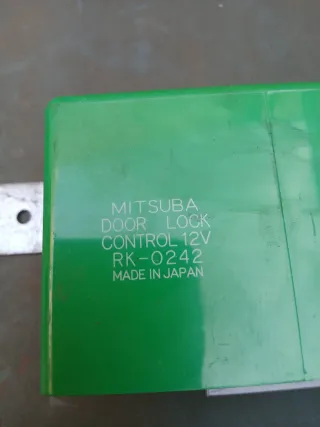 MITSUBA
DOOR LOCK
CONTROL 12V
RK-0242
MADE IN JAPAN